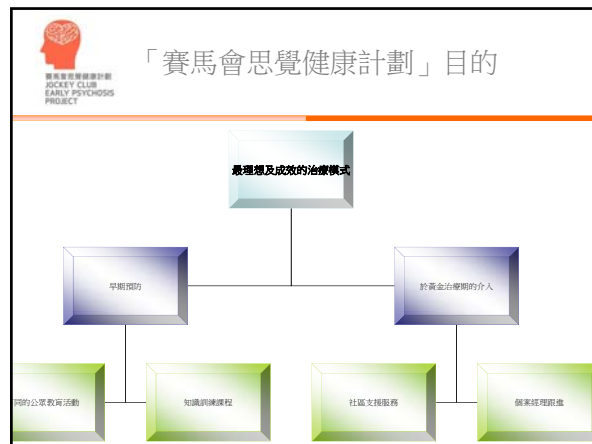 「賽馬會思覺健康計劃」目的
賽馬會思覺健康計劃
JOCKEY CLUB
EARLY PSYCHOSIS
PROJECT
最理想及成效的治療模式
早期預防
於黃金治療期的介入
同的公眾教育活動
知識訓練課程
社區支援服務
個案經理跟進